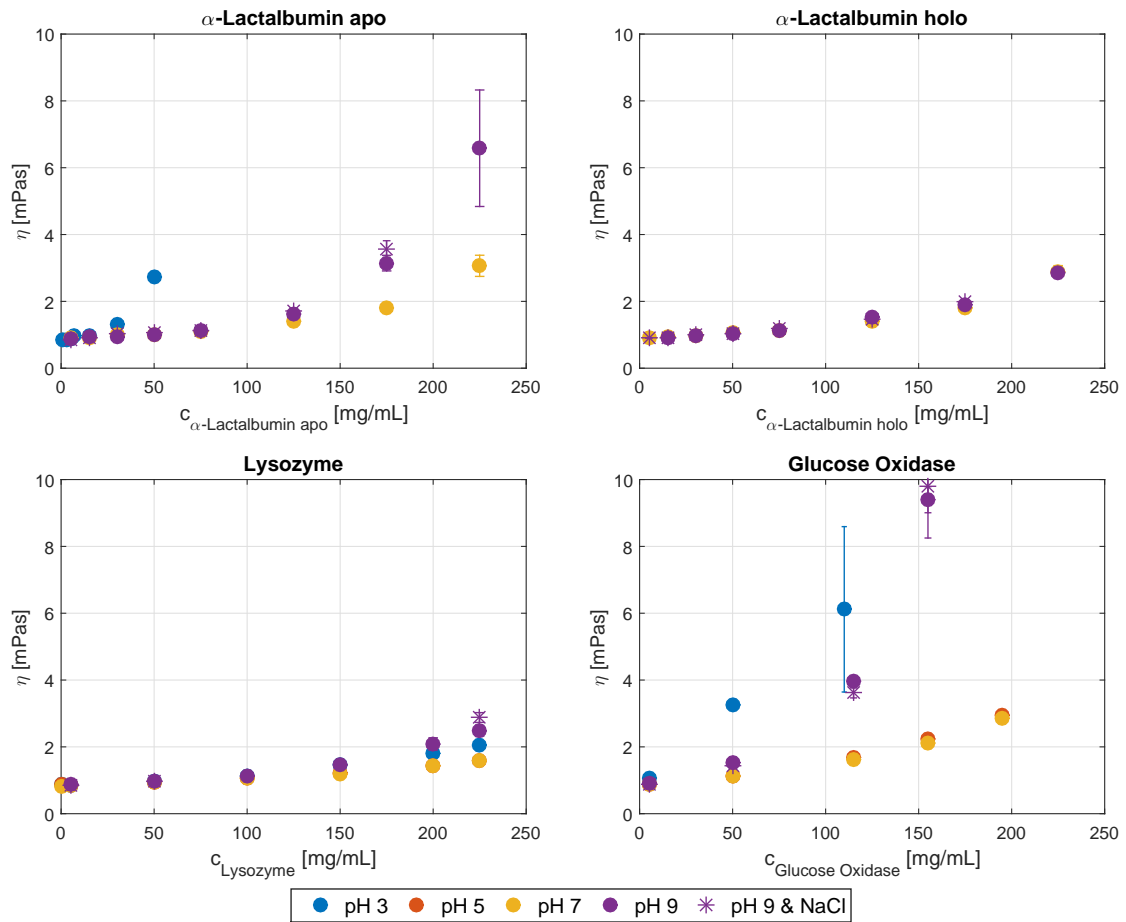 α-Lactalbumin apo
10
8
6
4
2
0
η [mPas]
0 50 100 150 200 250
c α-Lactalbumin apo [mg/mL]
α-Lactalbumin holo
10
8
6
4
2
0
η [mPas]
0 50 100 150 200 250
c α-Lactalbumin holo [mg/mL]
Lysozyme
10
8
6
4
2
0
η [mPas]
0 50 100 150 200 250
c Lysozyme [mg/mL]
Glucose Oxidase
10
8
6
4
2
0
η [mPas]
0 50 100 150 200 250
c Glucose Oxidase [mg/mL]
pH 3 pH 5 pH 7 pH 9 pH 9 & NaCl